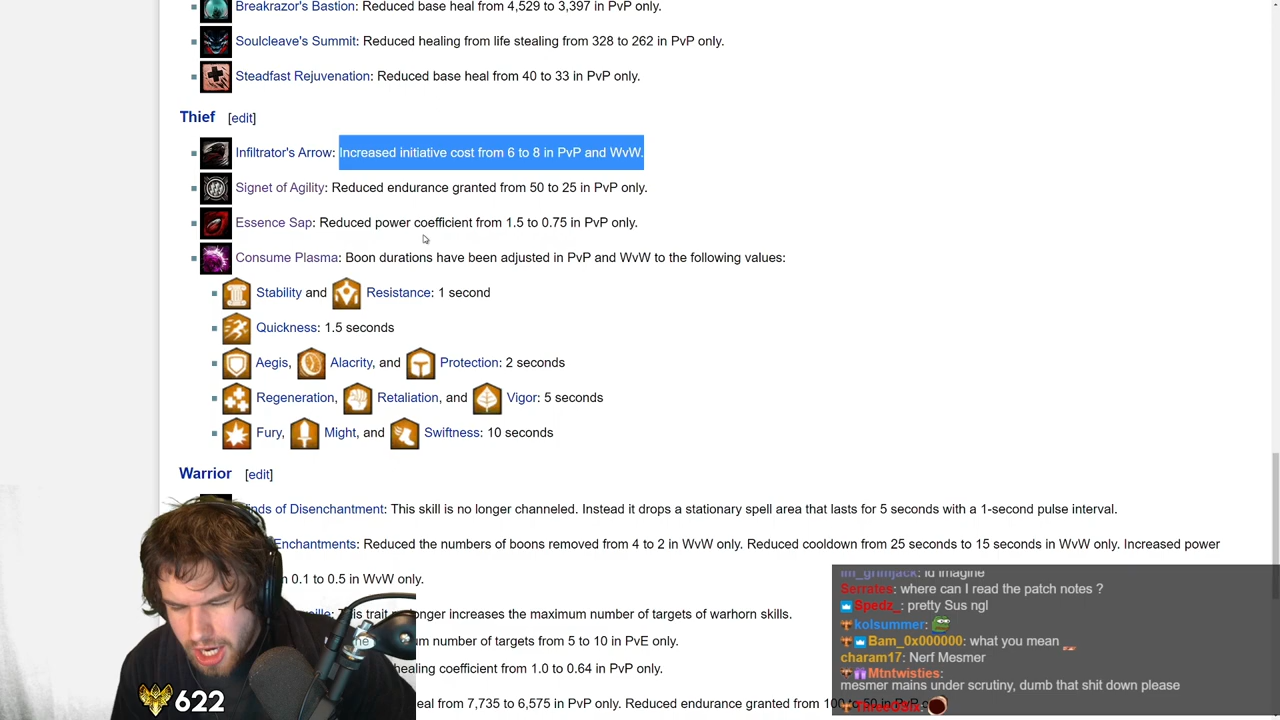 Breakrazor's Bastion: Reduced base heal from 4,529 to 3,397 in PvP only.
Soulcleave's Summit: Reduced healing from life stealing from 328 to 262 in PvP only.
Steadfast Rejuvenation: Reduced base heal from 40 to 33 in PvP only.
Thief [edit]
Infiltrator's Arrow: Increased initiative cost from 6 to 8 in PvP and WvW.
Signet of Agility: Reduced endurance granted from 50 to 25 in PvP only.
Essence Sap: Reduced power coefficient from 1.5 to 0.75 in PvP only.
Consume Plasma: Boon durations have been adjusted in PvP and WvW to the following values:
Stability and Resistance: 1 second
Quickness: 1.5 seconds
Aegis, Alacrity, and Protection: 2 seconds
Regeneration, Retaliation, and Vigor: 5 seconds
Fury, Might, and Swiftness: 10 seconds
Warrior [edit]
inds of Disenchantment: This skill is no longer channeled. Instead it drops a stationary spell area that lasts for 5 seconds with a 1-second pulse interval.
Enchantments: Reduced the numbers of boons removed from 4 to 2 in WvW only. Reduced cooldown from 25 seconds to 15 seconds in WvW only. Increased power
0.1 to 0.5 in WvW only.
longer increases the maximum number of targets of warhorn skills.
um number of targets from 5 to 10 in PvE only.
healing coefficient from 1.0 to 0.64 in PvP only.
eal from 7,735 to 6,575 in PvP only. Reduced endurance granted from
im_grimjack: id imagine
Serrates: where can I read the patch notes ?
Spedz_: pretty Sus ngl
kolsummer:
Bam_0x000000: what you mean
charam17: Nerf Mesmer
Mtntwisties:
mesmer mains under scrutiny, dumb that shit down please
622